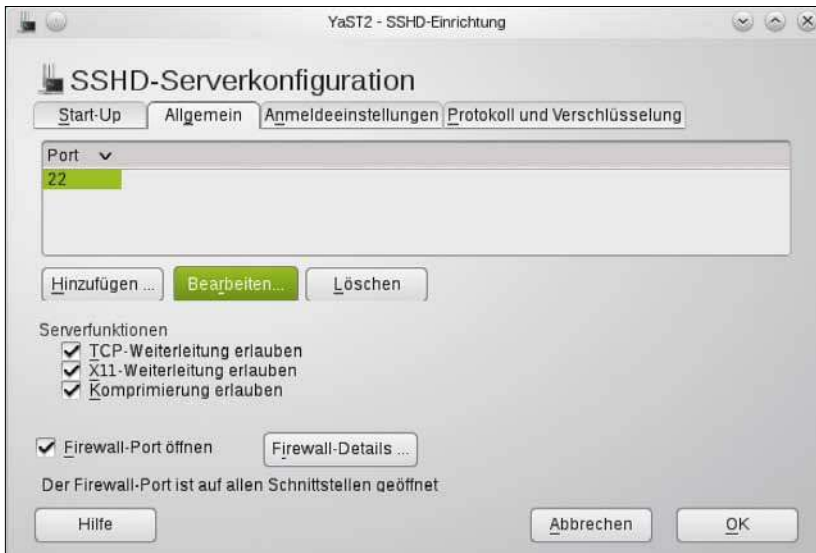 YaST2 - SSHD-Einrichtung
SSHD-Serverkonfiguration
Start-Up Allgemein Anmeldeeinstellungen Protokoll und Verschlüsselung
Port
22
Hinzufügen ... Bearbeiten... Löschen
Serverfunktionen
TCP-Weiterleitung erlauben
X11-Weiterleitung erlauben
Komprimierung erlauben
Firewall-Port öffnen Firewall-Details ...
Der Firewall-Port ist auf allen Schnittstellen geöffnet
Hilfe Abbrechen OK